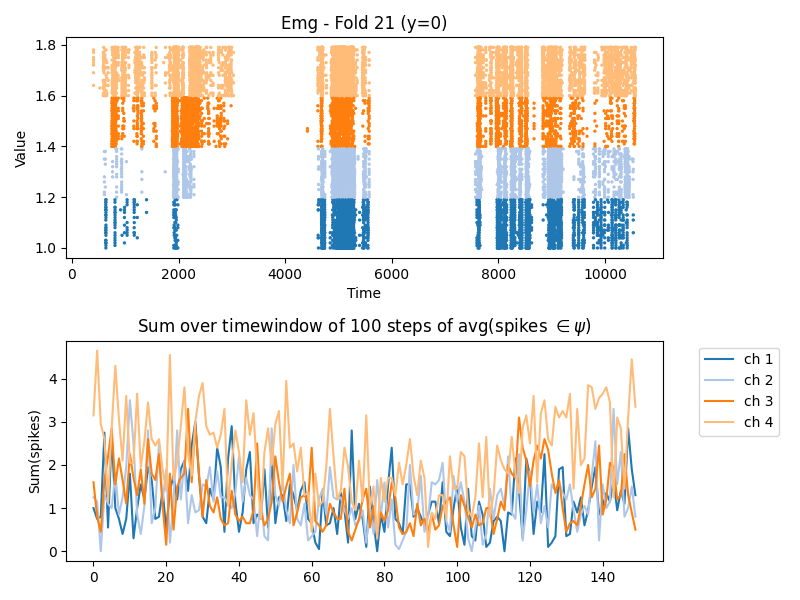 Emg - Fold 21 (y=0)
Value
1.8
1.6
1.4
1.2
1.0
0 2000 4000 6000 8000 10000
Time
Sum over timewindow of 100 steps of avg(spikes ∈ψ)
Sum(spikes)
4
3
2
1
0
0 20 40 60 80 100 120 140
ch 1
ch 2
ch 3
ch 4